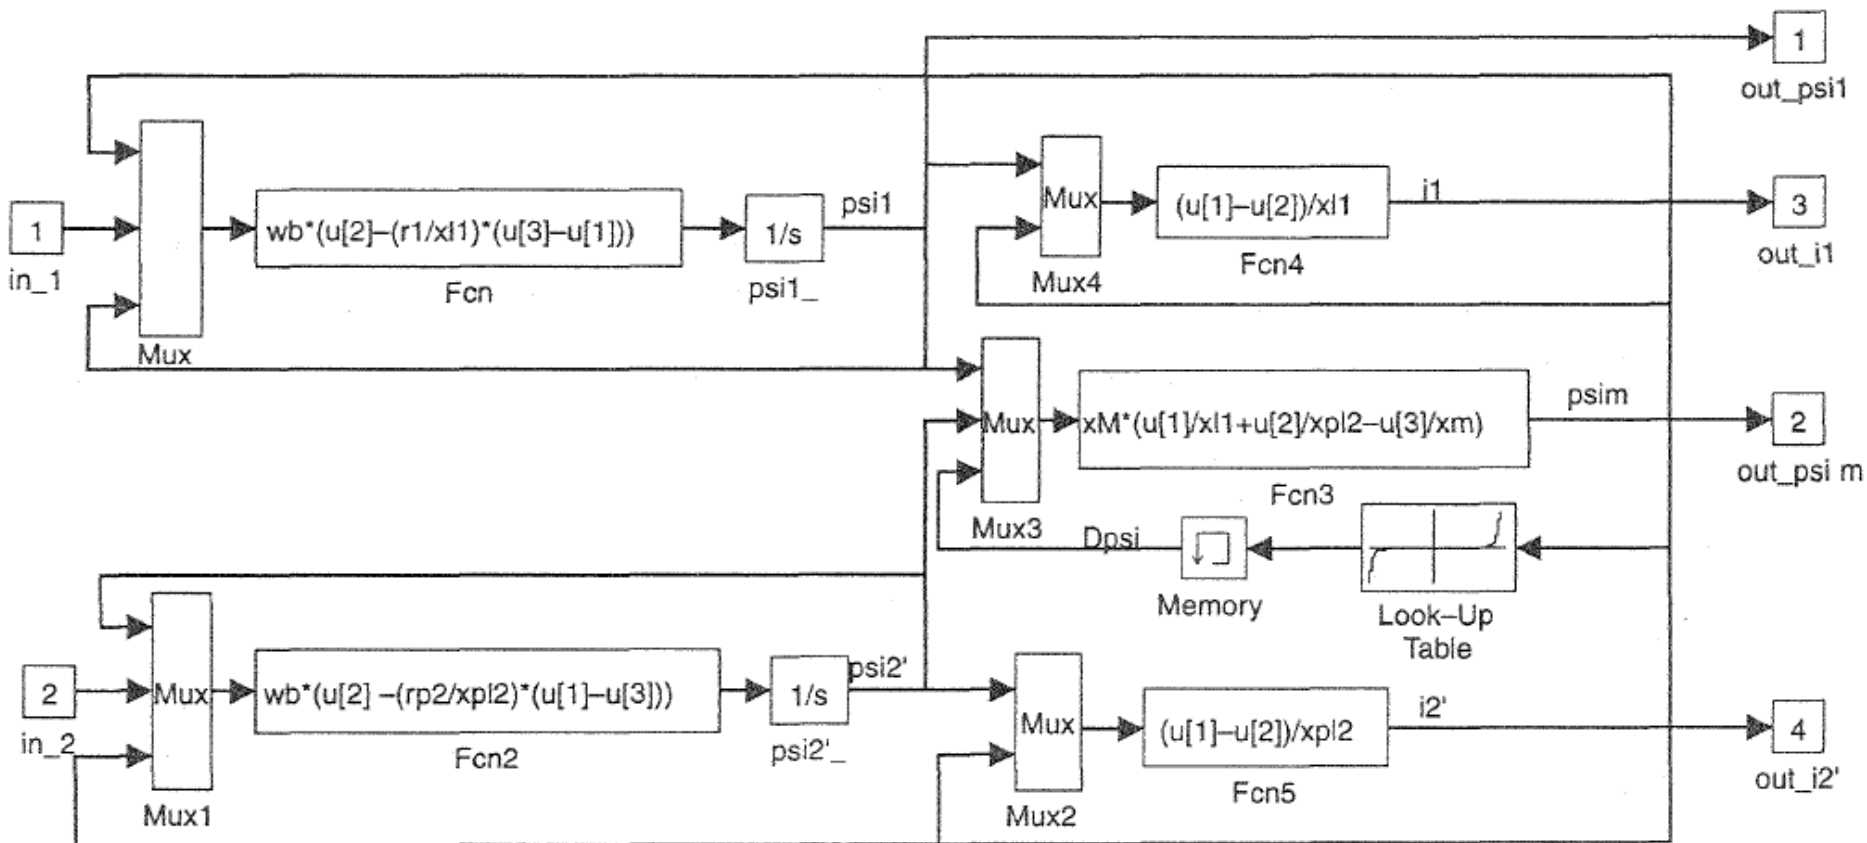 1
out_psi1
Mux
(u[1]–u[2])/xl1
i1
3
psi1
1
wb*(u[2]–(r1/xl1)*(u[3]–u[1]))
1/s
Fcn4
out_i1
in_1
Fcn
psi1_
Mux4
Mux
psim
Mux
xM*(u[1]/xl1+u[2]/xpl2–u[3]/xm)
2
out_psi m
Fcn3
Mux3
Dpsi
Memory
Look–Up
Table
psi2'
2
Mux
wb*(u[2] –(rp2/xpl2)*(u[1]–u[3]))
1/s
Mux
(u[1]–u[2])/xpl2
i2'
4
in_2
Fcn2
psi2'_
Fcn5
out_i2'
Mux1
Mux2